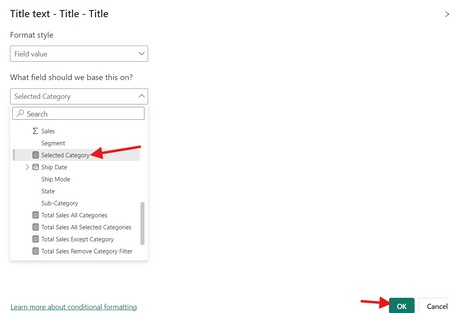 Title text - Title - Title
Format style
Field value
What field should we base this on?
Selected Category
Search
Sales
Segment
Selected Category
Ship Date
Ship Mode
State
Sub-Category
Total Sales All Categories
Total Sales All Selected Categories
Total Sales Except Category
Total Sales Remove Category Filter
Learn more about conditional formatting
OK
Cancel